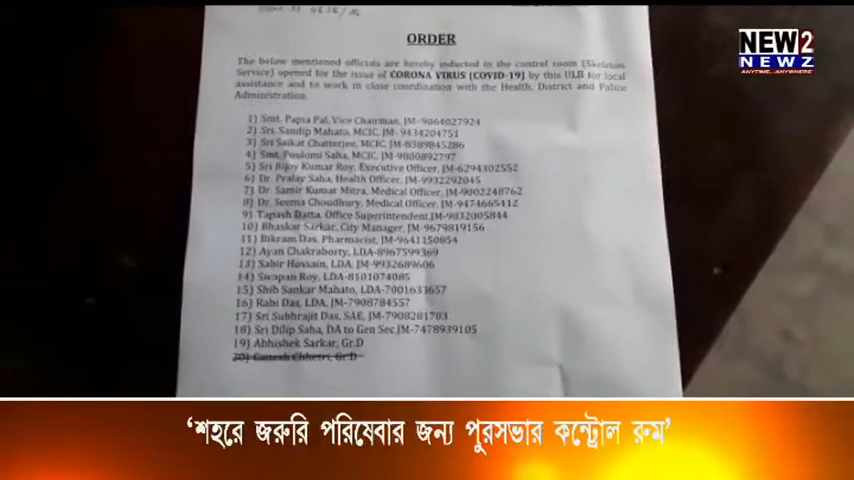 NEW 2
NEWZ
ANYTIME, ANYWHERE
ORDER
The below mentioned officials are hereby inducted in the control room (Skeleton
Service) opened for the issue of CORONA VIRUS (COVID-19) by this ULB for local
assistance and to work in close coordination with the Health, District and Police
Administration.
1) Smt. Papia Pal, Vice Chairman, JM-9064027924
2) Sri. Sandip Mahato, MCIC, JM- 9434204751
3) Sri Saikat Chatterjee, MCIC, JM-8389845286
4) Smt. Poulomi Saha, MCIC, JM-9800892797
5) Sri Bijoy Kumar Roy, Executive Officer, JM-6294302552
6) Dr. Pralay Saha, Health Officer, JM-9932292045
7) Dr. Samir Kumar Mitra, Medical Officer, JM-9002248762
8) Dr. Seema Choudhury, Medical Officer, JM-9474665412
9) Tapash Datta, Office Superintendent,JM-9832005844
10) Bhaskar Sarkar, City Manager, JM-9679819156
11) Bikram Das, Pharmacist, JM-9641150854
12) Ayan Chakraborty, LDA-8967599369
13) Sabir Hossain, LDA, JM-9932689606
14) Swapan Roy, LDA-8101074085
15) Shib Sankar Mahato, LDA-7001633657
16) Rabi Das, LDA, JM-7908784557
17) Sri Subhrajit Das, SAE, JM-7908281703
18) Sri Dilip Saha, DA to Gen Sec.JM-7478939105
19) Abhishek Sarkar, Gr.D
20) Ganesh Chhetri, Gr.D
‘শহরে জরুরি পরিষেবার জন্য পুরসভার কন্ট্রোল রুম’